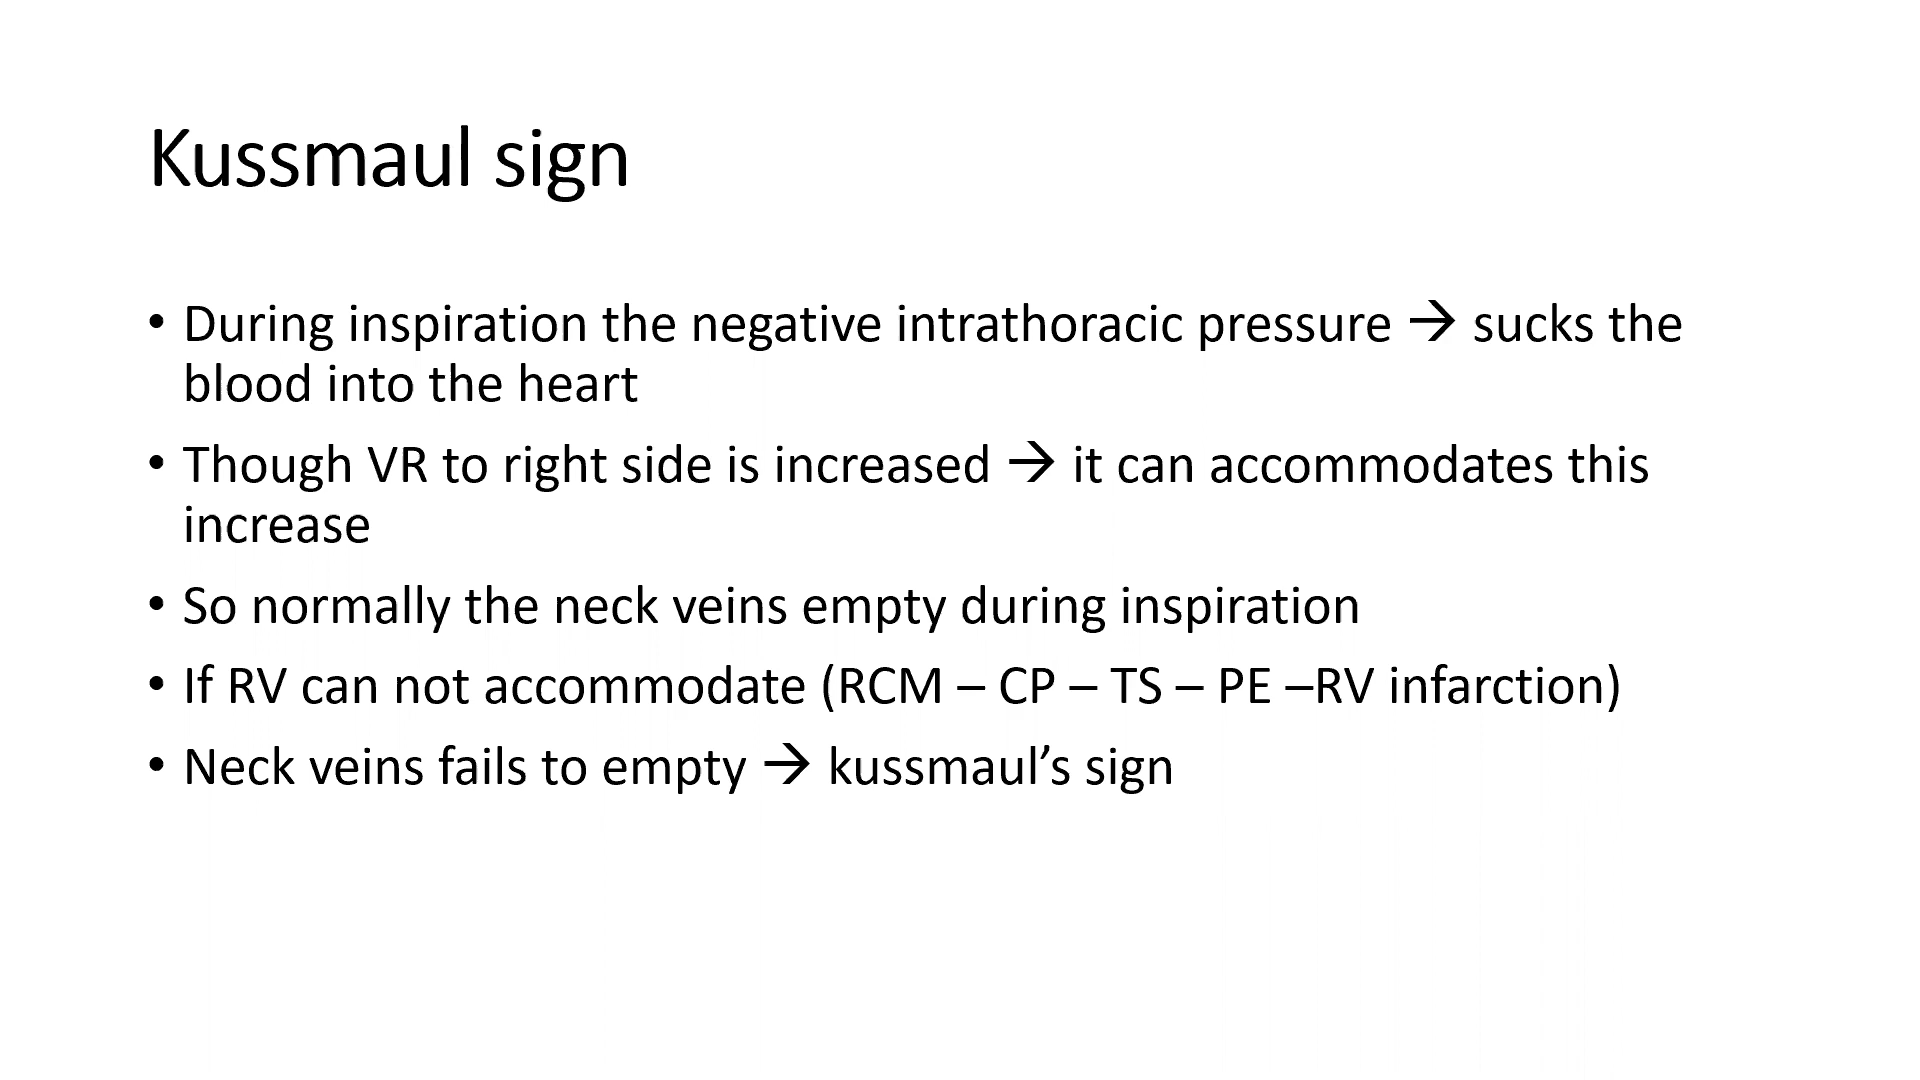 Kussmaul sign
• During inspiration the negative intrathoracic pressure → sucks the
blood into the heart
• Though VR to right side is increased → it can accommodates this
increase
• So normally the neck veins empty during inspiration
• If RV can not accommodate (RCM – CP – TS – PE –RV infarction)
• Neck veins fails to empty → kussmaul’s sign